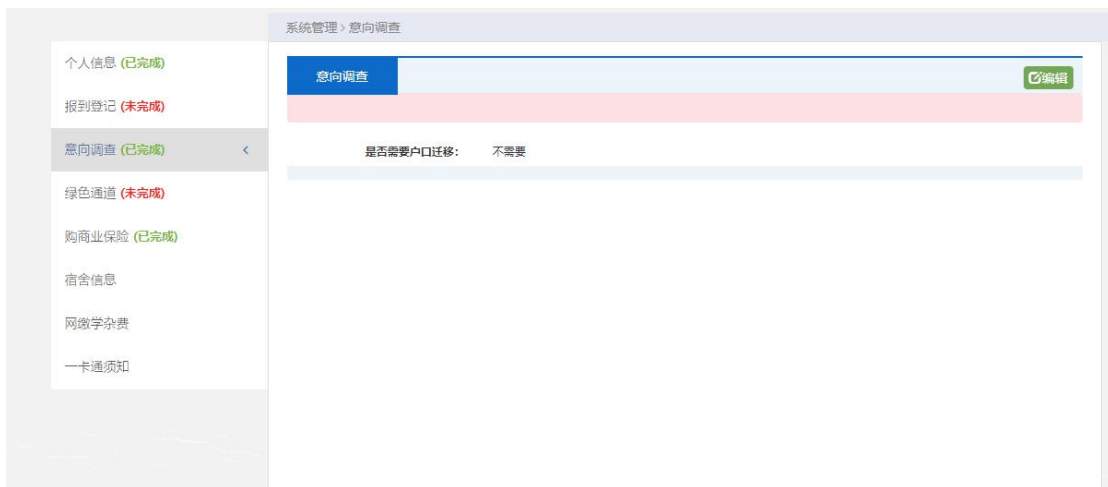 系统管理 > 意向调查
个人信息 (已完成)
报到登记 (未完成)
意向调查 (已完成)
绿色通道 (未完成)
购商业保险 (已完成)
宿舍信息
网缴学杂费
一卡通须知
意向调查
编辑
是否需要户口迁移： 不需要